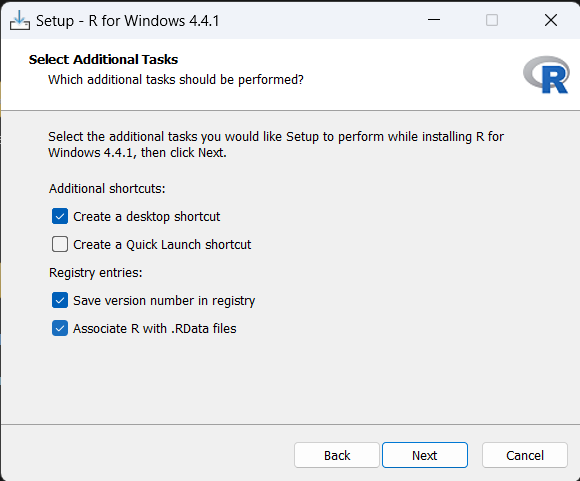 Setup - R for Windows 4.4.1
Select Additional Tasks
Which additional tasks should be performed?
R
Select the additional tasks you would like Setup to perform while installing R for
Windows 4.4.1, then click Next.
Additional shortcuts:
Create a desktop shortcut
Create a Quick Launch shortcut
Registry entries:
Save version number in registry
Associate R with .RData files
Back
Next
Cancel